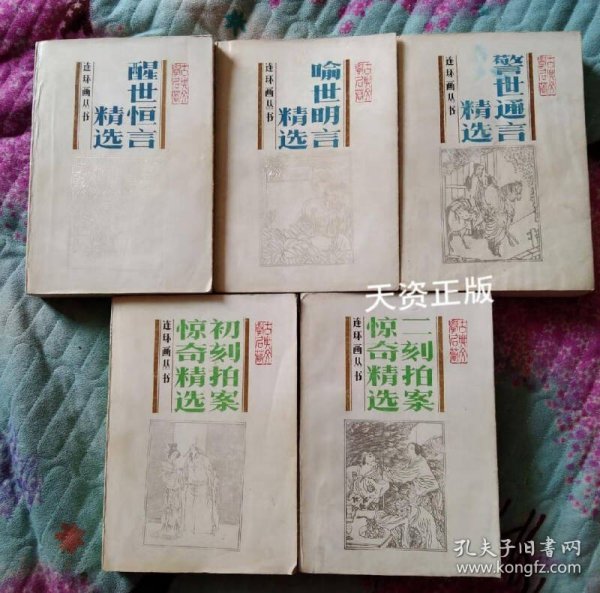 醒世恒言
精选
连环画丛书
喻世明言
精选
连环画丛书
警世通言
精选
连环画丛书
天资正版
初刻拍案
惊奇精选
连环画丛书
二刻拍案
惊奇精选
连环画丛书
孔夫子旧书网
www.kongfz.com